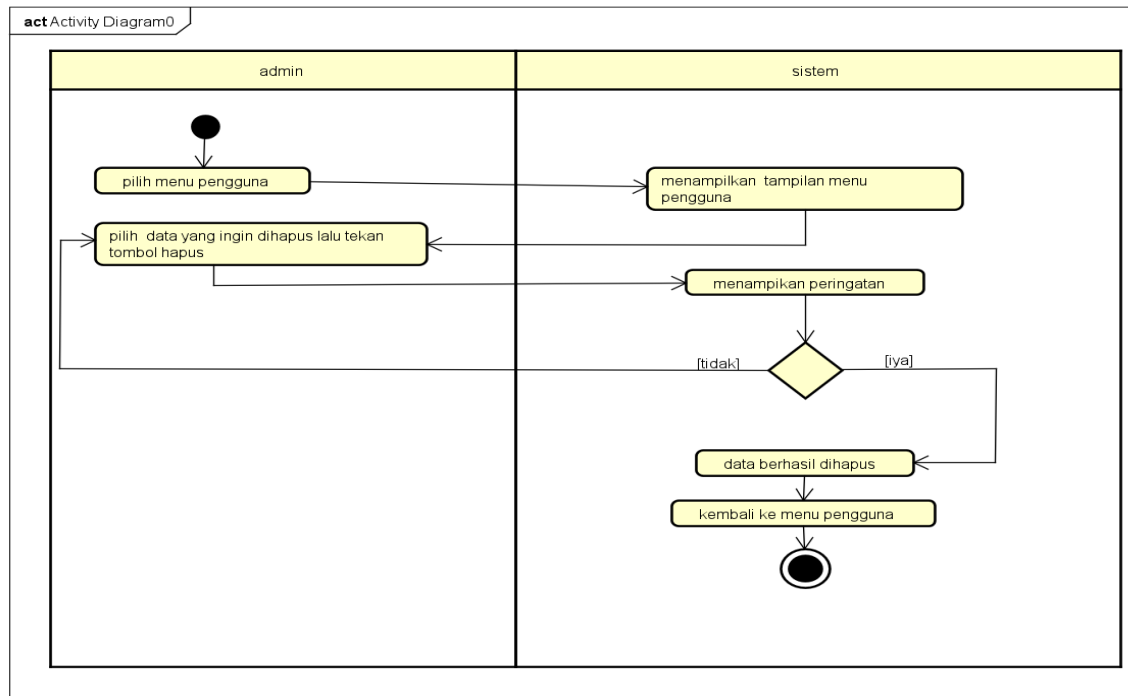 act Activity Diagram0
admin
sistem
pilih menu pengguna
menampilkan tampilan menu
pengguna
pilih data yang ingin dihapus lalu tekan
tombol hapus
menampikan peringatan
[tidak]
[iya]
data berhasil dihapus
kembali ke menu pengguna